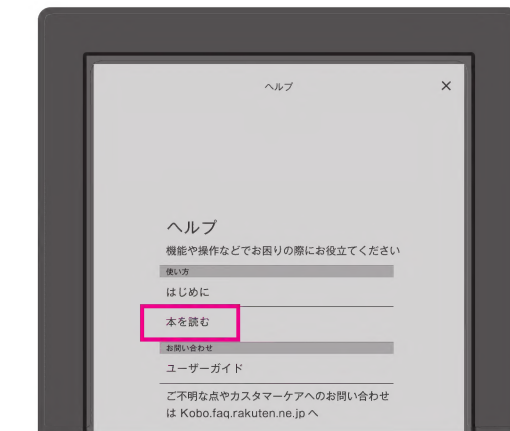 ヘルプ ×
ヘルプ
機能や操作などでお困りの際にお役立てください
使い方
はじめに
本を読む
お問い合わせ
ユーザーガイド
ご不明な点やカスタマーケアへのお問い合わせ
は Kobo.faq.rakuten.ne.jp へ